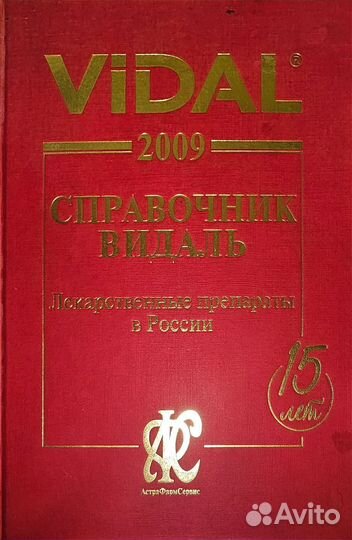 ViDAL®
2009
СПРАВОЧНИК
ВИДАЛЬ
Лекарственные препараты
в России
15
лет
АстраФармСервис
Avito